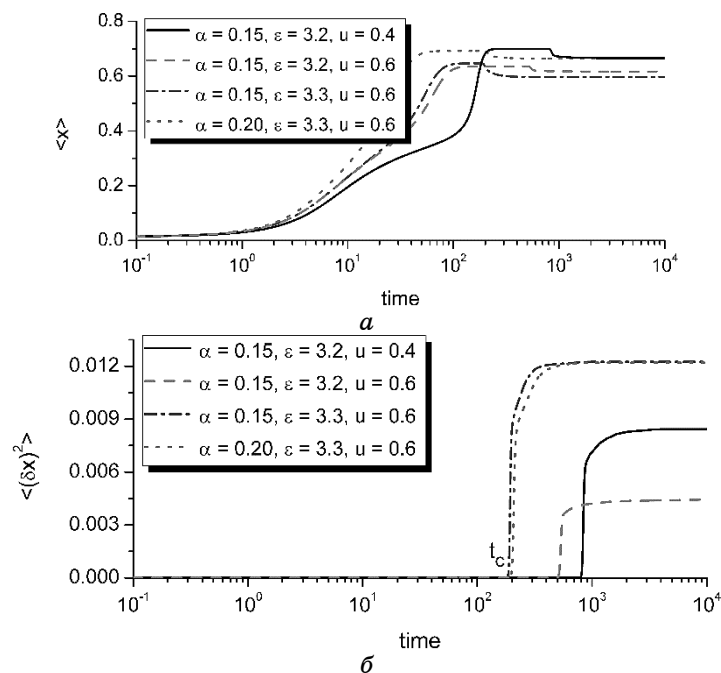 0.8
0.6
0.4
0.2
0.0
<x>
α = 0.15, ε = 3.2, u = 0.4
α = 0.15, ε = 3.2, u = 0.6
α = 0.15, ε = 3.3, u = 0.6
α = 0.20, ε = 3.3, u = 0.6
10⁻¹ 10⁰ 10¹ 10² 10³ 10⁴
time
а
0.012
0.009
0.006
0.003
0.000
<(δx)²>
α = 0.15, ε = 3.2, u = 0.4
α = 0.15, ε = 3.2, u = 0.6
α = 0.15, ε = 3.3, u = 0.6
α = 0.20, ε = 3.3, u = 0.6
t_c
10⁻¹ 10⁰ 10¹ 10² 10³ 10⁴
time
б